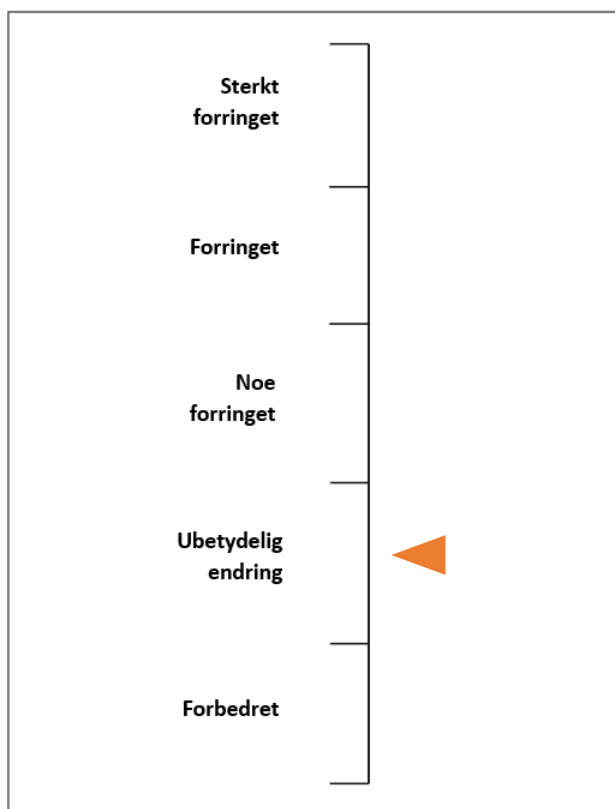 Sterkt
forringet
Forringet
Noe
forringet
Ubetydelig
endring
Forbedret